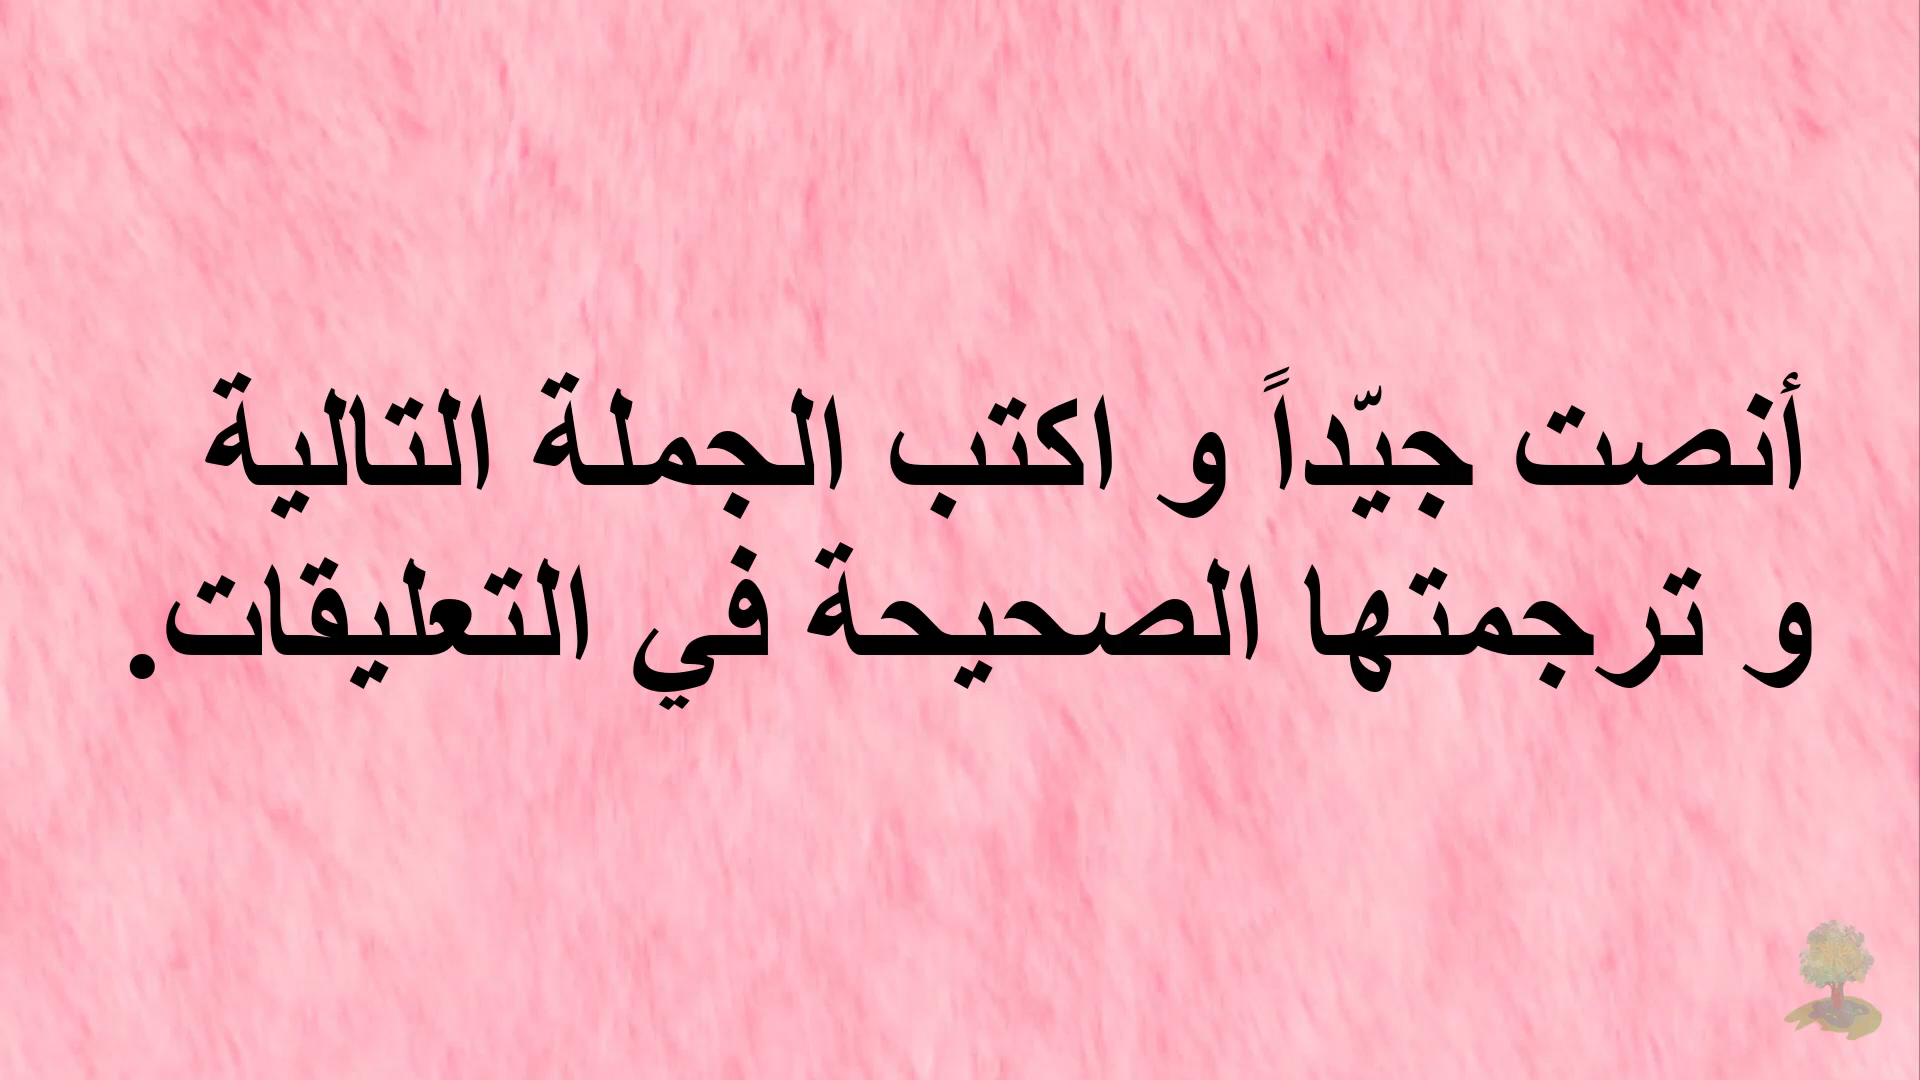 أنصت جيّداً و اكتب الجملة التالية
و ترجمتها الصحيحة في التعليقات.